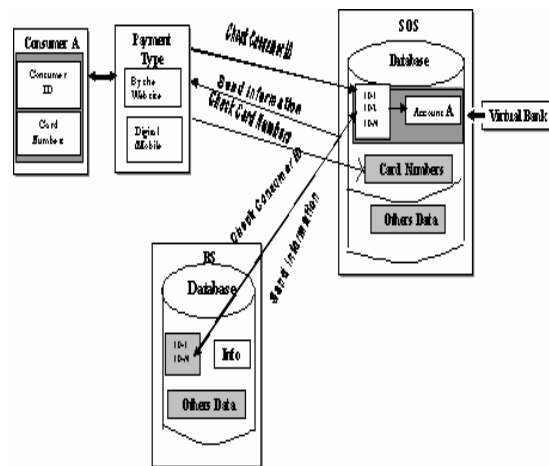 Consumer A
Consumer
ID
Card
Numbers
Payment
Type
By the
Website
Digital
Mobile
Check Consumer ID
Send information
Check Card Numbers
SOS
Database
ID-1
ID-N
Account A
Virtual Bank
Card Numbers
Others Data
Check Consumer ID
Send information
BS
Database
ID-1
ID-N
Info
Others Data